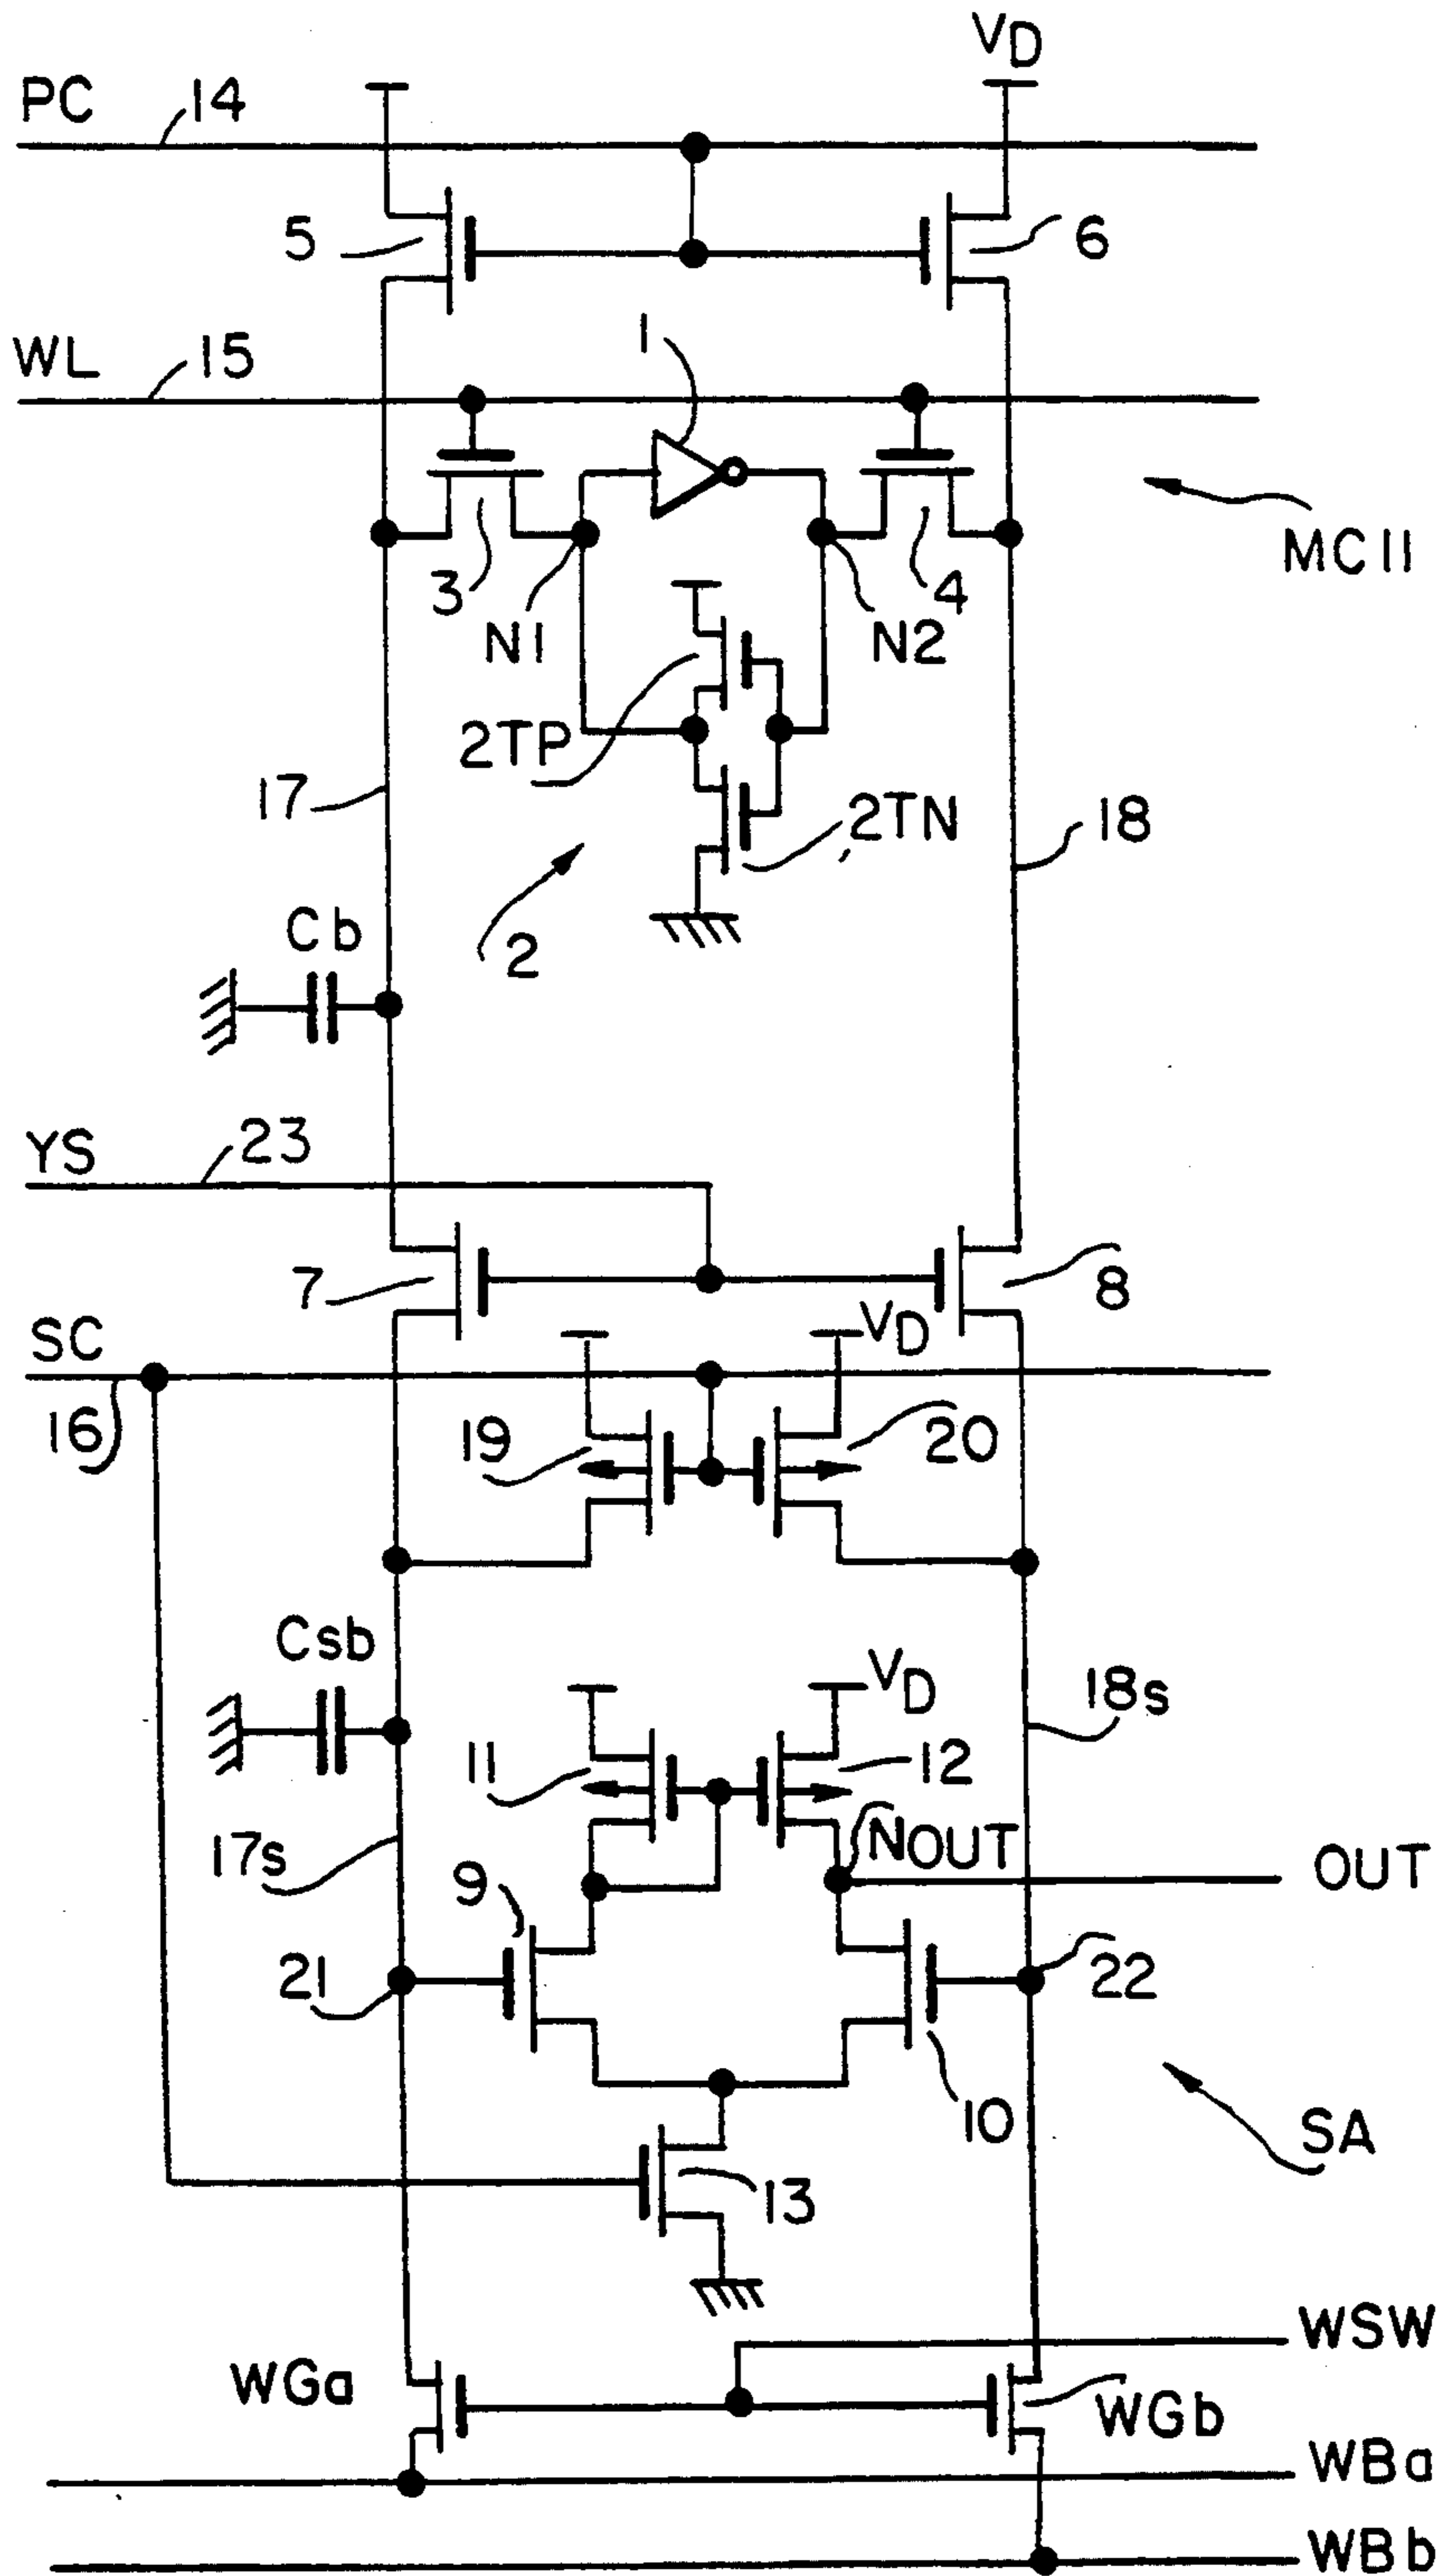 VD
PC 14
5 6
1
WL 15
MC11
3 4
N1 N2
2TP
17 2TN 18
Cb
2
YS 23
7 8
VD
SC
16 19 20
Csb
VD 18s
11 12
17s NOUT OUT
9
21 22
10
SA
13
WSW
WGa WGb
WBa
WBb